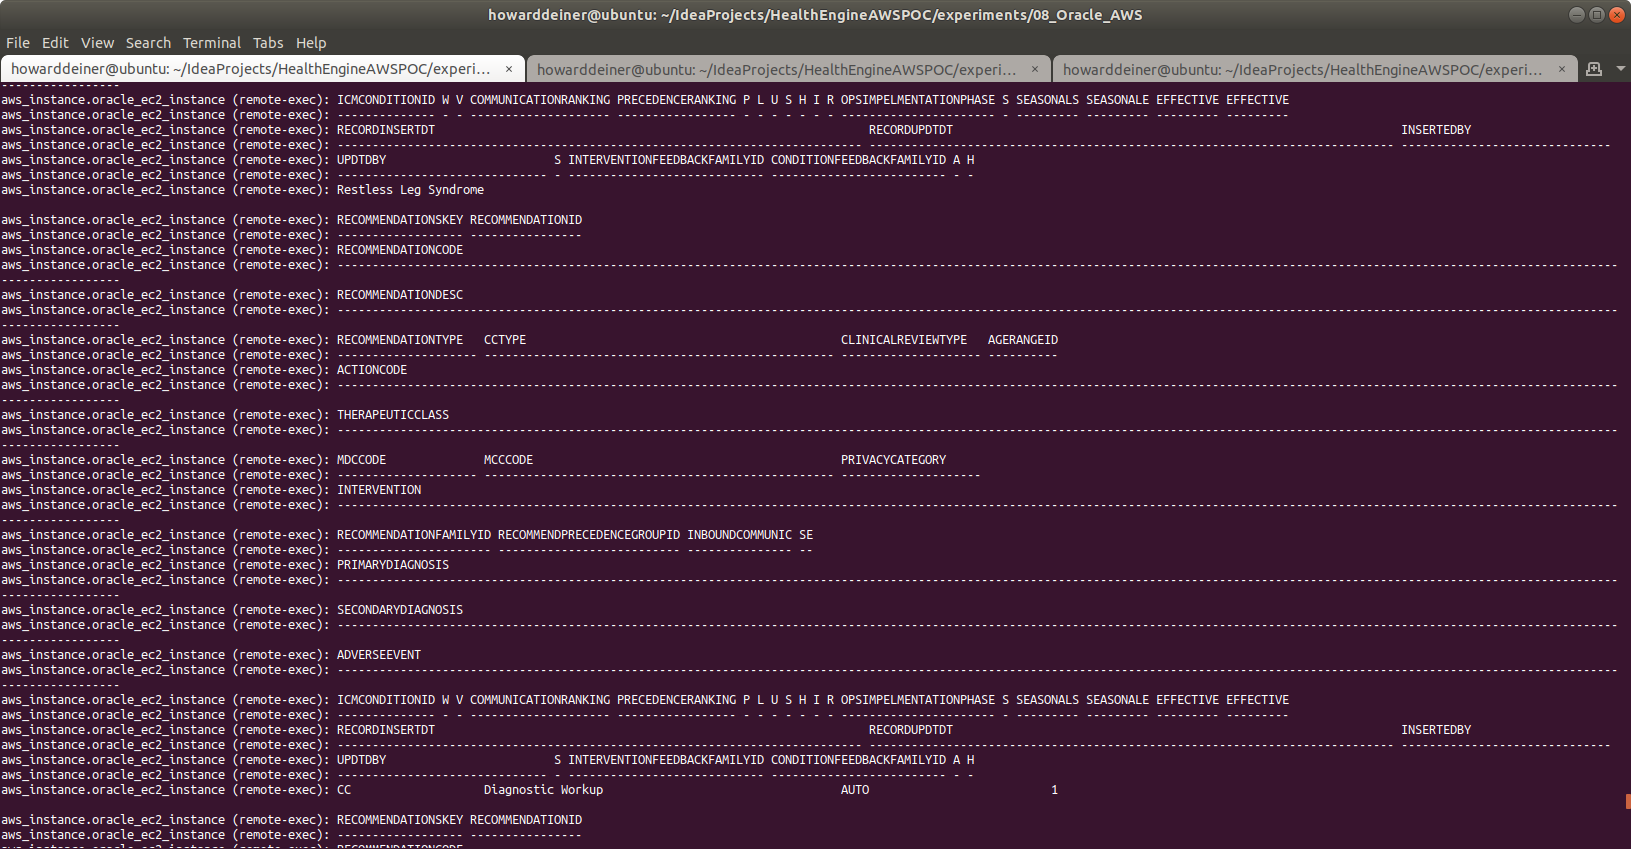 howarddeiner@ubuntu: ~/IdeaProjects/HealthEngineAWSPOC/experiments/08_Oracle_AWS
File Edit View Search Terminal Tabs Help
howarddeiner@ubuntu: ~/IdeaProjects/HealthEngineAWSPOC/experi... × howarddeiner@ubuntu: ~/IdeaProjects/HealthEngineAWSPOC/experi... × howarddeiner@ubuntu: ~/IdeaProjects/HealthEngineAWSPOC/experi... ×
-----------------
aws_instance.oracle_ec2_instance (remote-exec): ICMCONDITIONID W V COMMUNICATIONRANKING PRECEDENCERANKING P L U S H I R OPSIMPELMENTATIONPHASE S SEASONALS SEASONALE EFFECTIVE EFFECTIVE
aws_instance.oracle_ec2_instance (remote-exec): -------------- - - -------------------- ----------------- - - - - - - - ---------------------- - --------- --------- --------- ---------
aws_instance.oracle_ec2_instance (remote-exec): RECORDINSERTDT RECORDUPDTDT INSERTEDBY
aws_instance.oracle_ec2_instance (remote-exec): --------------------------------------------------------------------------- --------------------------------------------------------------------------- ------------------------------
aws_instance.oracle_ec2_instance (remote-exec): UPDTDBY S INTERVENTIONFEEDBACKFAMILYID CONDITIONFEEDBACKFAMILYID A H
aws_instance.oracle_ec2_instance (remote-exec): ------------------------------ - ---------------------------- ------------------------- - -
aws_instance.oracle_ec2_instance (remote-exec): Restless Leg Syndrome
aws_instance.oracle_ec2_instance (remote-exec): RECOMMENDATIONSKEY RECOMMENDATIONID
aws_instance.oracle_ec2_instance (remote-exec): ------------------ ----------------
aws_instance.oracle_ec2_instance (remote-exec): RECOMMENDATIONCODE
aws_instance.oracle_ec2_instance (remote-exec): ---------------------------------------------------------------------------------------------------------------------------------------------------------------------------------------
-----------------
aws_instance.oracle_ec2_instance (remote-exec): RECOMMENDATIONDESC
aws_instance.oracle_ec2_instance (remote-exec): ---------------------------------------------------------------------------------------------------------------------------------------------------------------------------------------
-----------------
aws_instance.oracle_ec2_instance (remote-exec): RECOMMENDATIONTYPE CCTYPE CLINICALREVIEWTYPE AGERANGEID
aws_instance.oracle_ec2_instance (remote-exec): -------------------- -------------------------------------------------- -------------------- ----------
aws_instance.oracle_ec2_instance (remote-exec): ACTIONCODE
aws_instance.oracle_ec2_instance (remote-exec): ---------------------------------------------------------------------------------------------------------------------------------------------------------------------------------------
-----------------
aws_instance.oracle_ec2_instance (remote-exec): THERAPEUTICCLASS
aws_instance.oracle_ec2_instance (remote-exec): ---------------------------------------------------------------------------------------------------------------------------------------------------------------------------------------
-----------------
aws_instance.oracle_ec2_instance (remote-exec): MDCCODE MCCCODE PRIVACYCATEGORY
aws_instance.oracle_ec2_instance (remote-exec): -------------------- -------------------------------------------------- --------------------
aws_instance.oracle_ec2_instance (remote-exec): INTERVENTION
aws_instance.oracle_ec2_instance (remote-exec): ---------------------------------------------------------------------------------------------------------------------------------------------------------------------------------------
-----------------
aws_instance.oracle_ec2_instance (remote-exec): RECOMMENDATIONFAMILYID RECOMMENDPRECEDENCEGROUPID INBOUNDCOMMUNIC SE
aws_instance.oracle_ec2_instance (remote-exec): ---------------------- -------------------------- --------------- --
aws_instance.oracle_ec2_instance (remote-exec): PRIMARYDIAGNOSIS
aws_instance.oracle_ec2_instance (remote-exec): ---------------------------------------------------------------------------------------------------------------------------------------------------------------------------------------
-----------------
aws_instance.oracle_ec2_instance (remote-exec): SECONDARYDIAGNOSIS
aws_instance.oracle_ec2_instance (remote-exec): ---------------------------------------------------------------------------------------------------------------------------------------------------------------------------------------
-----------------
aws_instance.oracle_ec2_instance (remote-exec): ADVERSEEVENT
aws_instance.oracle_ec2_instance (remote-exec): ---------------------------------------------------------------------------------------------------------------------------------------------------------------------------------------
-----------------
aws_instance.oracle_ec2_instance (remote-exec): ICMCONDITIONID W V COMMUNICATIONRANKING PRECEDENCERANKING P L U S H I R OPSIMPELMENTATIONPHASE S SEASONALS SEASONALE EFFECTIVE EFFECTIVE
aws_instance.oracle_ec2_instance (remote-exec): -------------- - - -------------------- ----------------- - - - - - - - ---------------------- - --------- --------- --------- ---------
aws_instance.oracle_ec2_instance (remote-exec): RECORDINSERTDT RECORDUPDTDT INSERTEDBY
aws_instance.oracle_ec2_instance (remote-exec): --------------------------------------------------------------------------- --------------------------------------------------------------------------- ------------------------------
aws_instance.oracle_ec2_instance (remote-exec): UPDTDBY S INTERVENTIONFEEDBACKFAMILYID CONDITIONFEEDBACKFAMILYID A H
aws_instance.oracle_ec2_instance (remote-exec): ------------------------------ - ---------------------------- ------------------------- - -
aws_instance.oracle_ec2_instance (remote-exec): CC Diagnostic Workup AUTO 1
aws_instance.oracle_ec2_instance (remote-exec): RECOMMENDATIONSKEY RECOMMENDATIONID
aws_instance.oracle_ec2_instance (remote-exec): ------------------ ----------------
aws_instance.oracle_ec2_instance (remote-exec): RECOMMENDATIONCODE